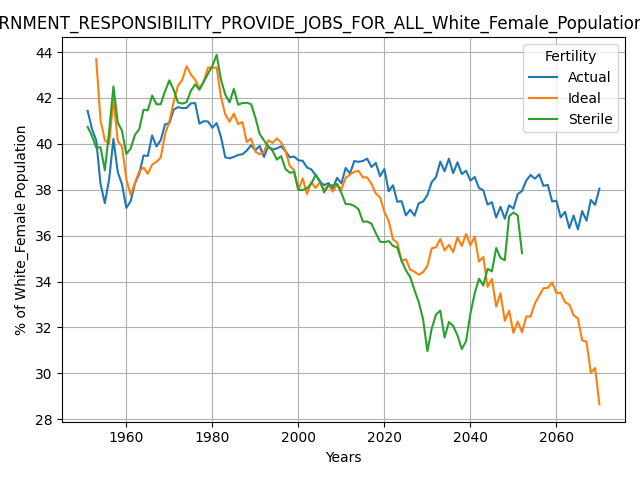 RNMENT_RESPONSIBILITY_PROVIDE_JOBS_FOR_ALL_White_Female_Population
Fertility
Actual
Ideal
Sterile
% of White_Female Population
44
42
40
38
36
34
32
30
28
1960
1980
2000
2020
2040
2060
Years